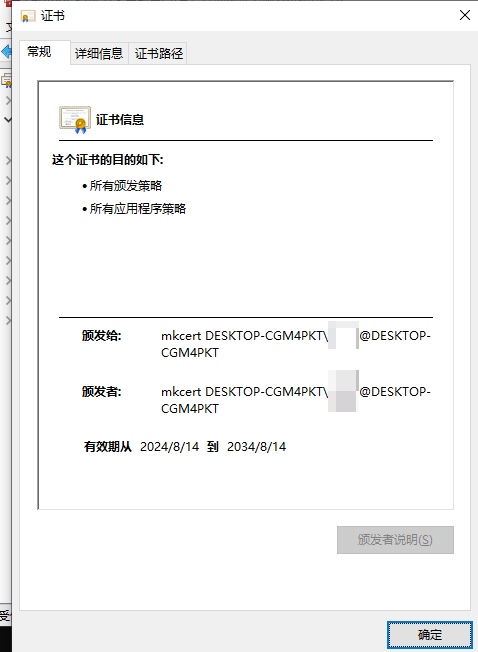 证书
常规
详细信息
证书路径
证书信息
这个证书的目的如下:
• 所有颁发策略
• 所有应用程序策略
颁发给: mkcert DESKTOP-CGM4PKT\ @DESKTOP-
CGM4PKT
颁发者: mkcert DESKTOP-CGM4PKT\ @DESKTOP-
CGM4PKT
有效期从 2024/8/14 到 2034/8/14
颁发者说明(S)
确定